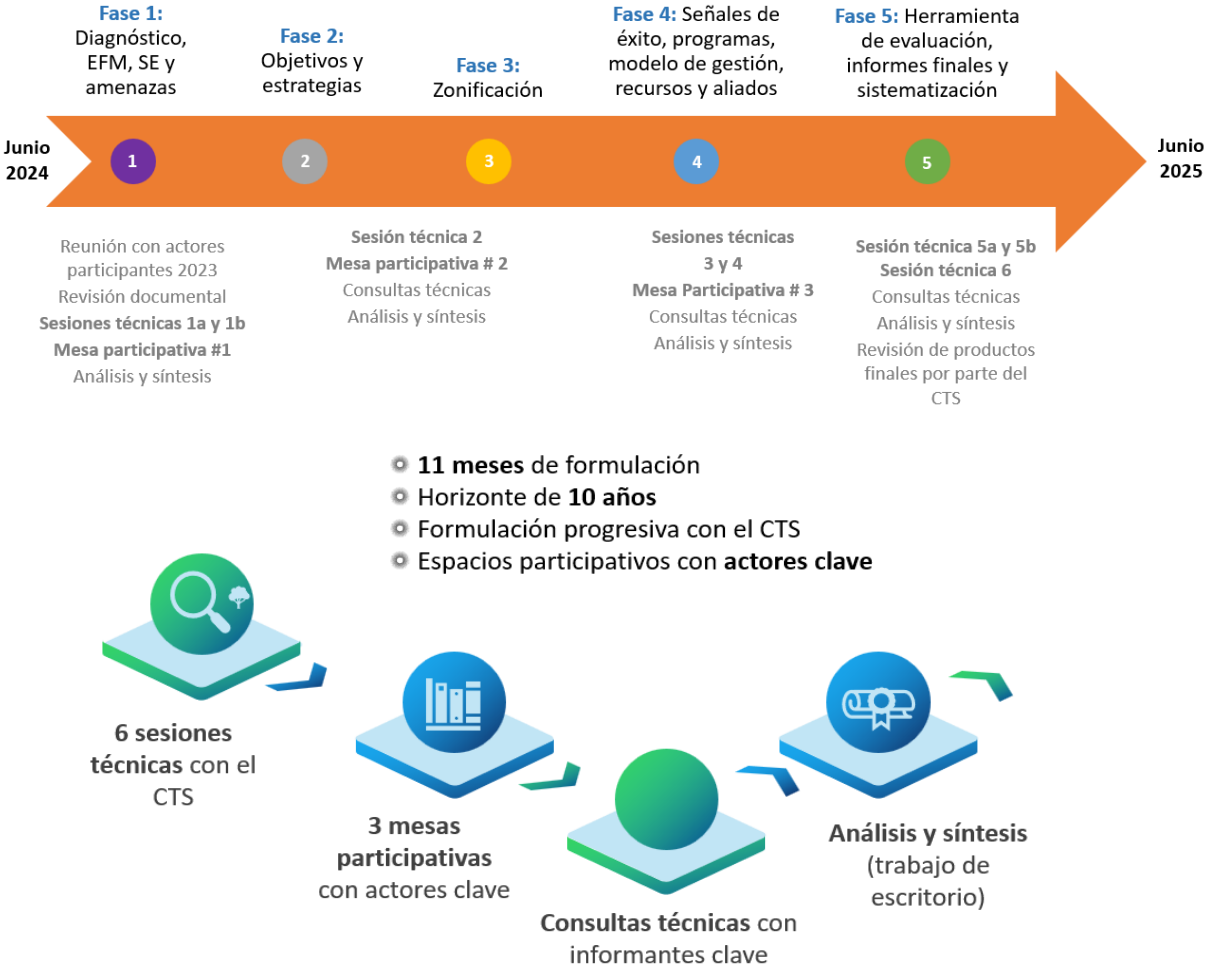 Fase 1:
Diagnóstico,
EFM, SE y
amenazas
Fase 2:
Objetivos y
estrategias
Fase 3:
Zonificación
Fase 4: Señales de
éxito, programas,
modelo de gestión,
recursos y aliados
Fase 5: Herramienta
de evaluación,
informes finales y
sistematización
Junio
2024
1
2
3
4
5
Junio
2025
Reunión con actores
participantes 2023
Revisión documental
Sesiones técnicas 1a y 1b
Mesa participativa #1
Análisis y síntesis
Sesión técnica 2
Mesa participativa # 2
Consultas técnicas
Análisis y síntesis
Sesiones técnicas
3 y 4
Mesa Participativa # 3
Consultas técnicas
Análisis y síntesis
Sesión técnica 5a y 5b
Sesión técnica 6
Consultas técnicas
Análisis y síntesis
Revisión de productos
finales por parte del
CTS
11 meses de formulación
Horizonte de 10 años
Formulación progresiva con el CTS
Espacios participativos con actores clave
6 sesiones
técnicas con el
CTS
3 mesas
participativas
con actores clave
Consultas técnicas con
informantes clave
Análisis y síntesis
(trabajo de
escritorio)